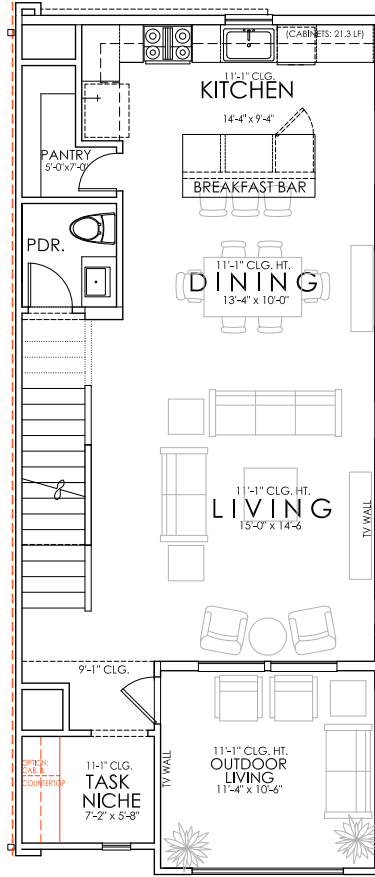 (CABINETS: 21.3 LF)
11'-1" CLG.
KITCHEN
14'-4" x 9'-4"
PANTRY
5'-0"x7'-0"
BREAKFAST BAR
PDR.
11'-1" CLG. HT.
DINING
13'-4" x 10'-0"
11'-1" CLG. HT.
LIVING
15'-0" x 14'-6
TV WALL
9'-1" CLG.
TV WALL
11'-1" CLG. HT.
OUTDOOR
LIVING
11'-4" x 10'-6"
OPTION:
CAB. &
COUNTERTOP
11-1" CLG.
TASK
NICHE
7'-2" x 5'-8"